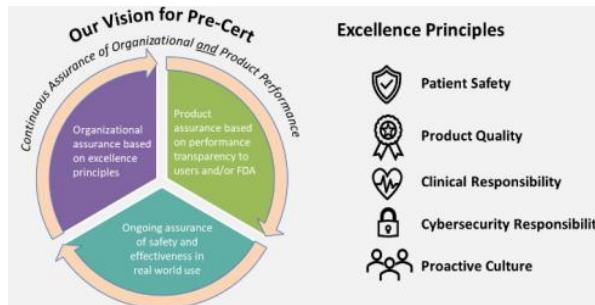 Our Vision for Pre-Cert
Continuous Assurance of Organizational and Product Performance
Organizational
assurance based
on excellence
principles
Product
assurance based
on performance
transparency to
users and/or FDA
Ongoing assurance
of safety and
effectiveness in
real world use
Excellence Principles
Patient Safety
Product Quality
Clinical Responsibility
Cybersecurity Responsibilit
Proactive Culture